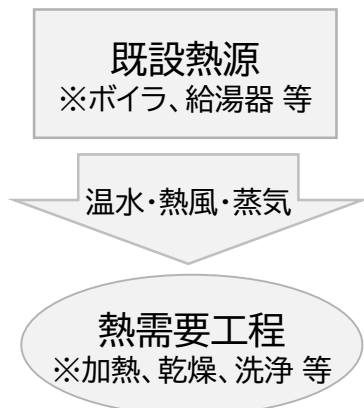 既設熱源
※ボイラ、給湯器 等
温水・熱風・蒸気
熱需要工程
※加熱、乾燥、洗浄 等